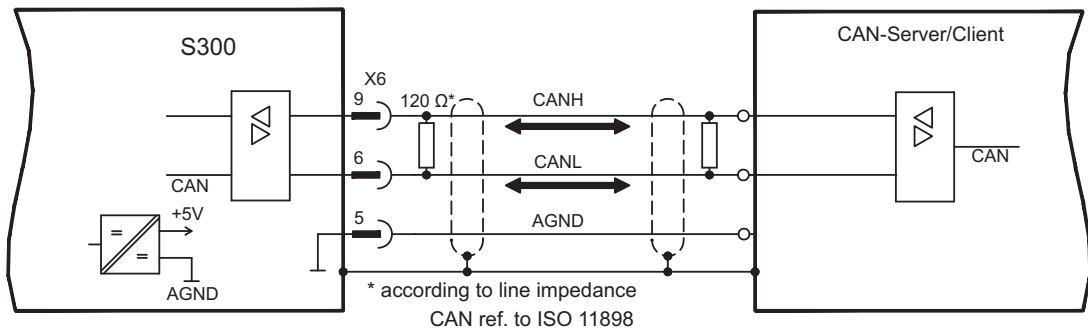 S300
CAN-Server/Client
X6
9
120 Ω*
CANH
6
CANL
CAN
CAN
+5V
5
AGND
=
=
AGND
* according to line impedance
CAN ref. to ISO 11898